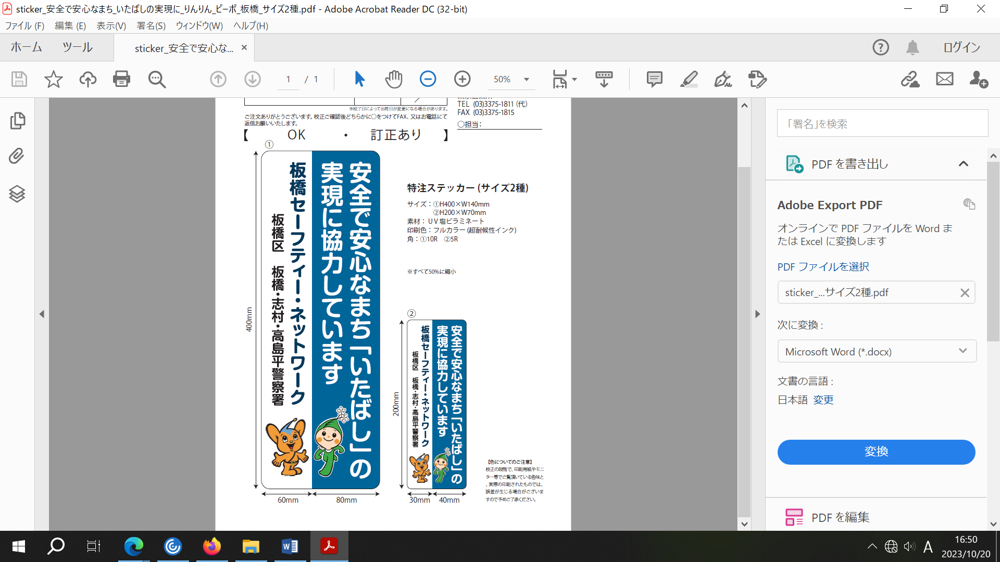 sticker_安全で安心なまち_いたばしの実現に_りんりん_ピーポ_板橋_サイズ2種.pdf - Adobe Acrobat Reader DC (32-bit)
ファイル (F) 編集 (E) 表示(V) 署名(S) ウィンドウ(W) ヘルプ(H)
ホーム ツール sticker_安全で安心な... × ログイン
1 / 1 50%
TEL (03)3375-1811 (代)
FAX (03)3375-1815
○担当：
※校了日によって出荷日が変更になる場合があります。
ご注文ありがとうございます。校正ご確認後どちらかに○をつけてFAX、又はお電話にて
返信お願いいたします。
【 OK ・ 訂正あり 】
①
安全で安心なまち「いたばし」の
実現に協力しています
板橋セーフティー・ネットワーク
板橋区 板橋・志村・高島平警察署
400mm
60mm 80mm
特注ステッカー (サイズ2種)
サイズ：①H400×W140mm
②H200×W70mm
素材：UV塩ビラミネート
印刷色：フルカラー (超耐候性インク)
角：①10R ②5R
※すべて50%に縮小
②
安全で安心なまち「いたばし」の
実現に協力しています
板橋セーフティー・ネットワーク
板橋区 板橋・志村・高島平警察署
200mm
30mm 40mm
【色についてのご注意】
校正の段階で、印刷用紙やモニ
ター等でご覧頂いている色味と
、実際の印刷されたものでは、
誤差が生じる場合がございま
すので予めご了承ください。
「署名」を検索
PDF を書き出し
Adobe Export PDF
オンラインで PDF ファイルを Word ま
たは Excel に変換します
PDF ファイルを選択
sticker_...サイズ2種.pdf
次に変換 :
Microsoft Word (*.docx)
文書の言語 :
日本語 変更
変換
PDF を編集
A
16:50
2023/10/20